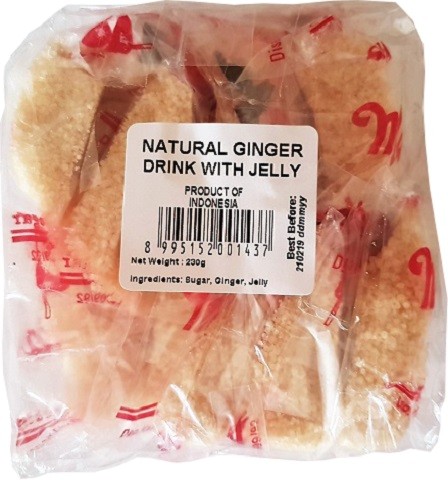 NATURAL GINGER
DRINK WITH JELLY
PRODUCT OF
INDONESIA
8 995152 001437
Net Weight : 230g
Ingredients: Sugar, Ginger, Jelly
Best Before:
210219 ddmmyy